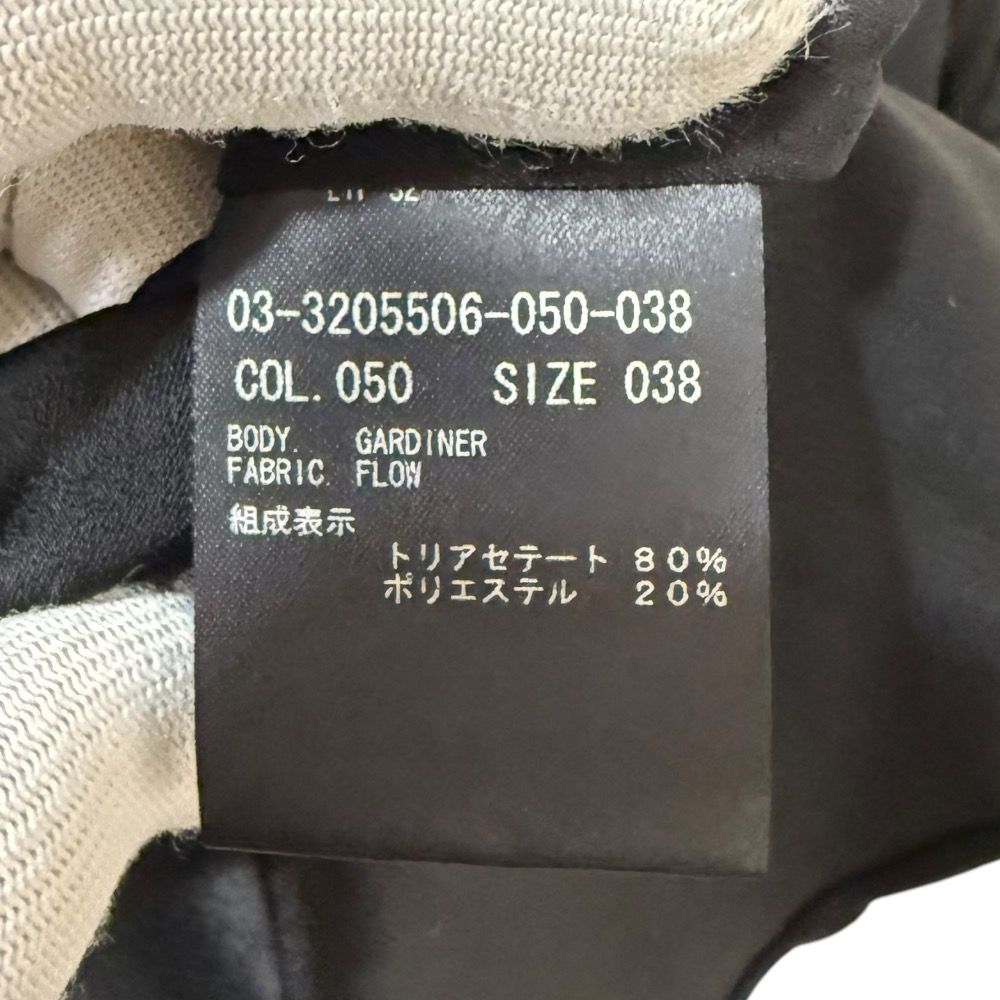 03-3205506-050-038
COL. 050 SIZE 038
BODY. GARDINER
FABRIC. FLOW
組成表示
トリアセテート 80%
ポリエステル 20%